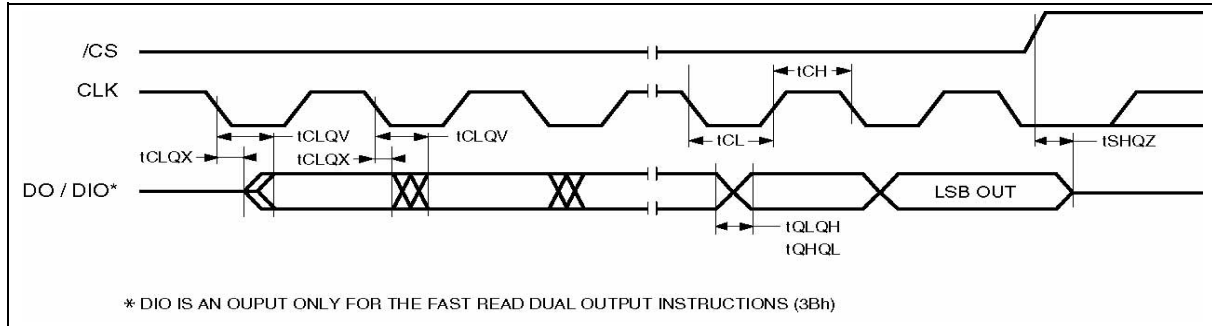 /CS
tCH
CLK
tCLQV
tCLQV
tCL
tSHQZ
tCLQX
tCLQX
DO / DIO*
LSB OUT
tQLQH
tQHQL
* DIO IS AN OUPUT ONLY FOR THE FAST READ DUAL OUTPUT INSTRUCTIONS (3Bh)